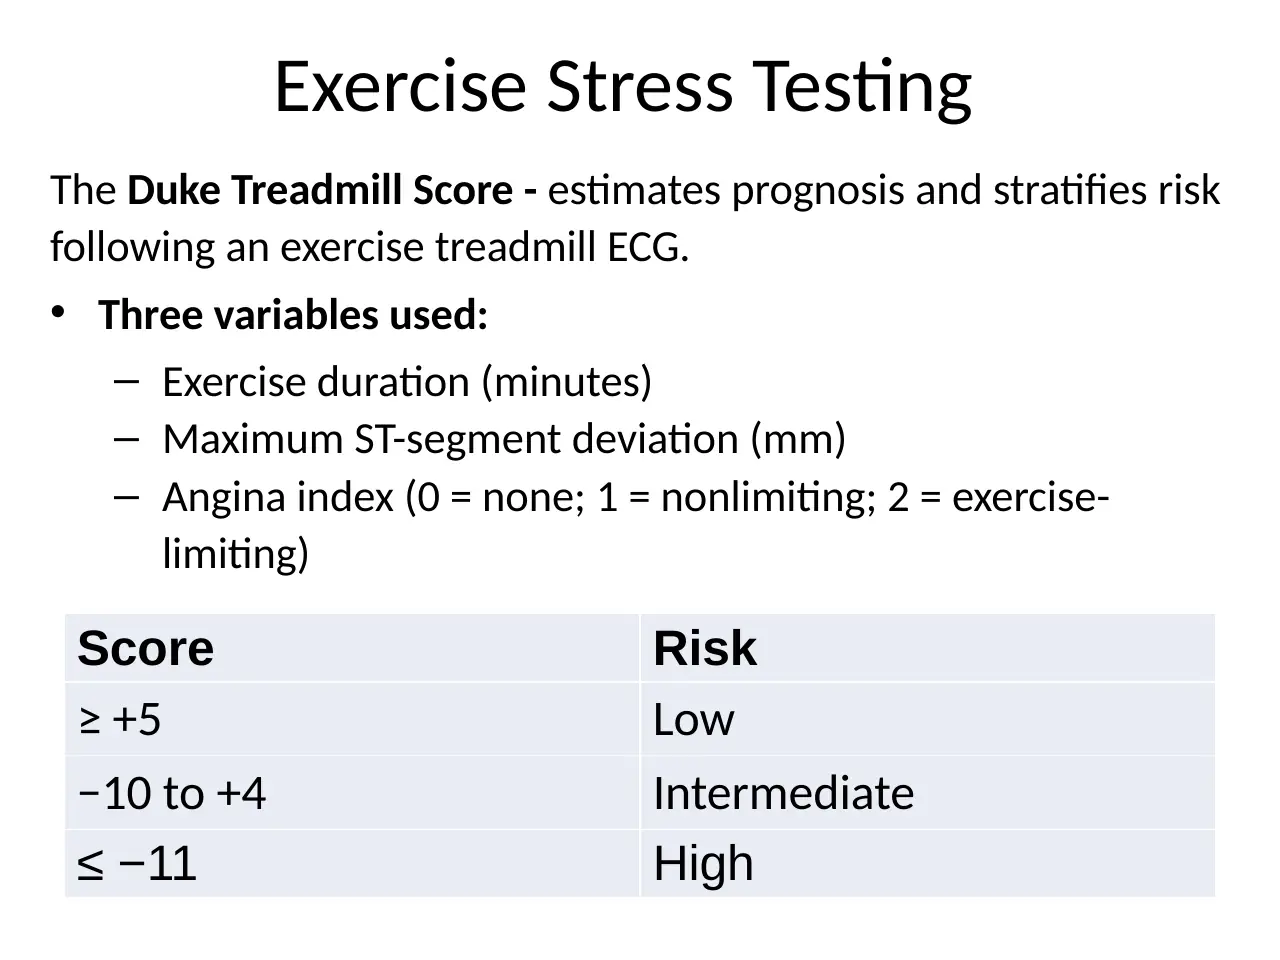 Exercise Stress Testing
The Duke Treadmill Score - estimates prognosis and stratifies risk
following an exercise treadmill ECG.
• Three variables used:
– Exercise duration (minutes)
– Maximum ST-segment deviation (mm)
– Angina index (0 = none; 1 = nonlimiting; 2 = exercise-
limiting)
Score Risk
≥ +5 Low
−10 to +4 Intermediate
≤ −11 High